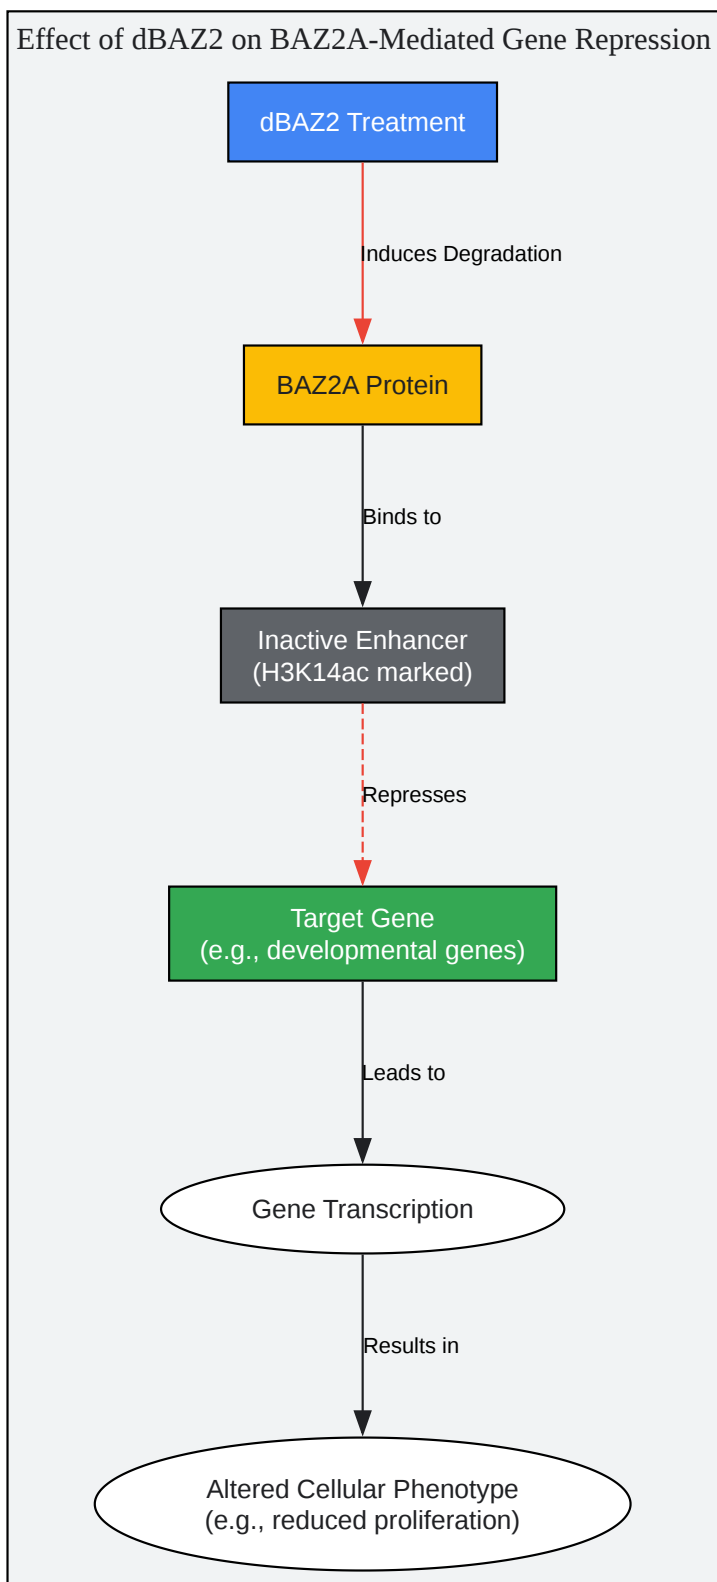 Effect of dBAZ2 on BAZ2A-Mediated Gene Repression
dBAZ2 Treatment
Induces Degradation
BAZ2A Protein
Binds to
Inactive Enhancer
(H3K14ac marked)
Represses
Target Gene
(e.g., developmental genes)
Leads to
Gene Transcription
Results in
Altered Cellular Phenotype
(e.g., reduced proliferation)